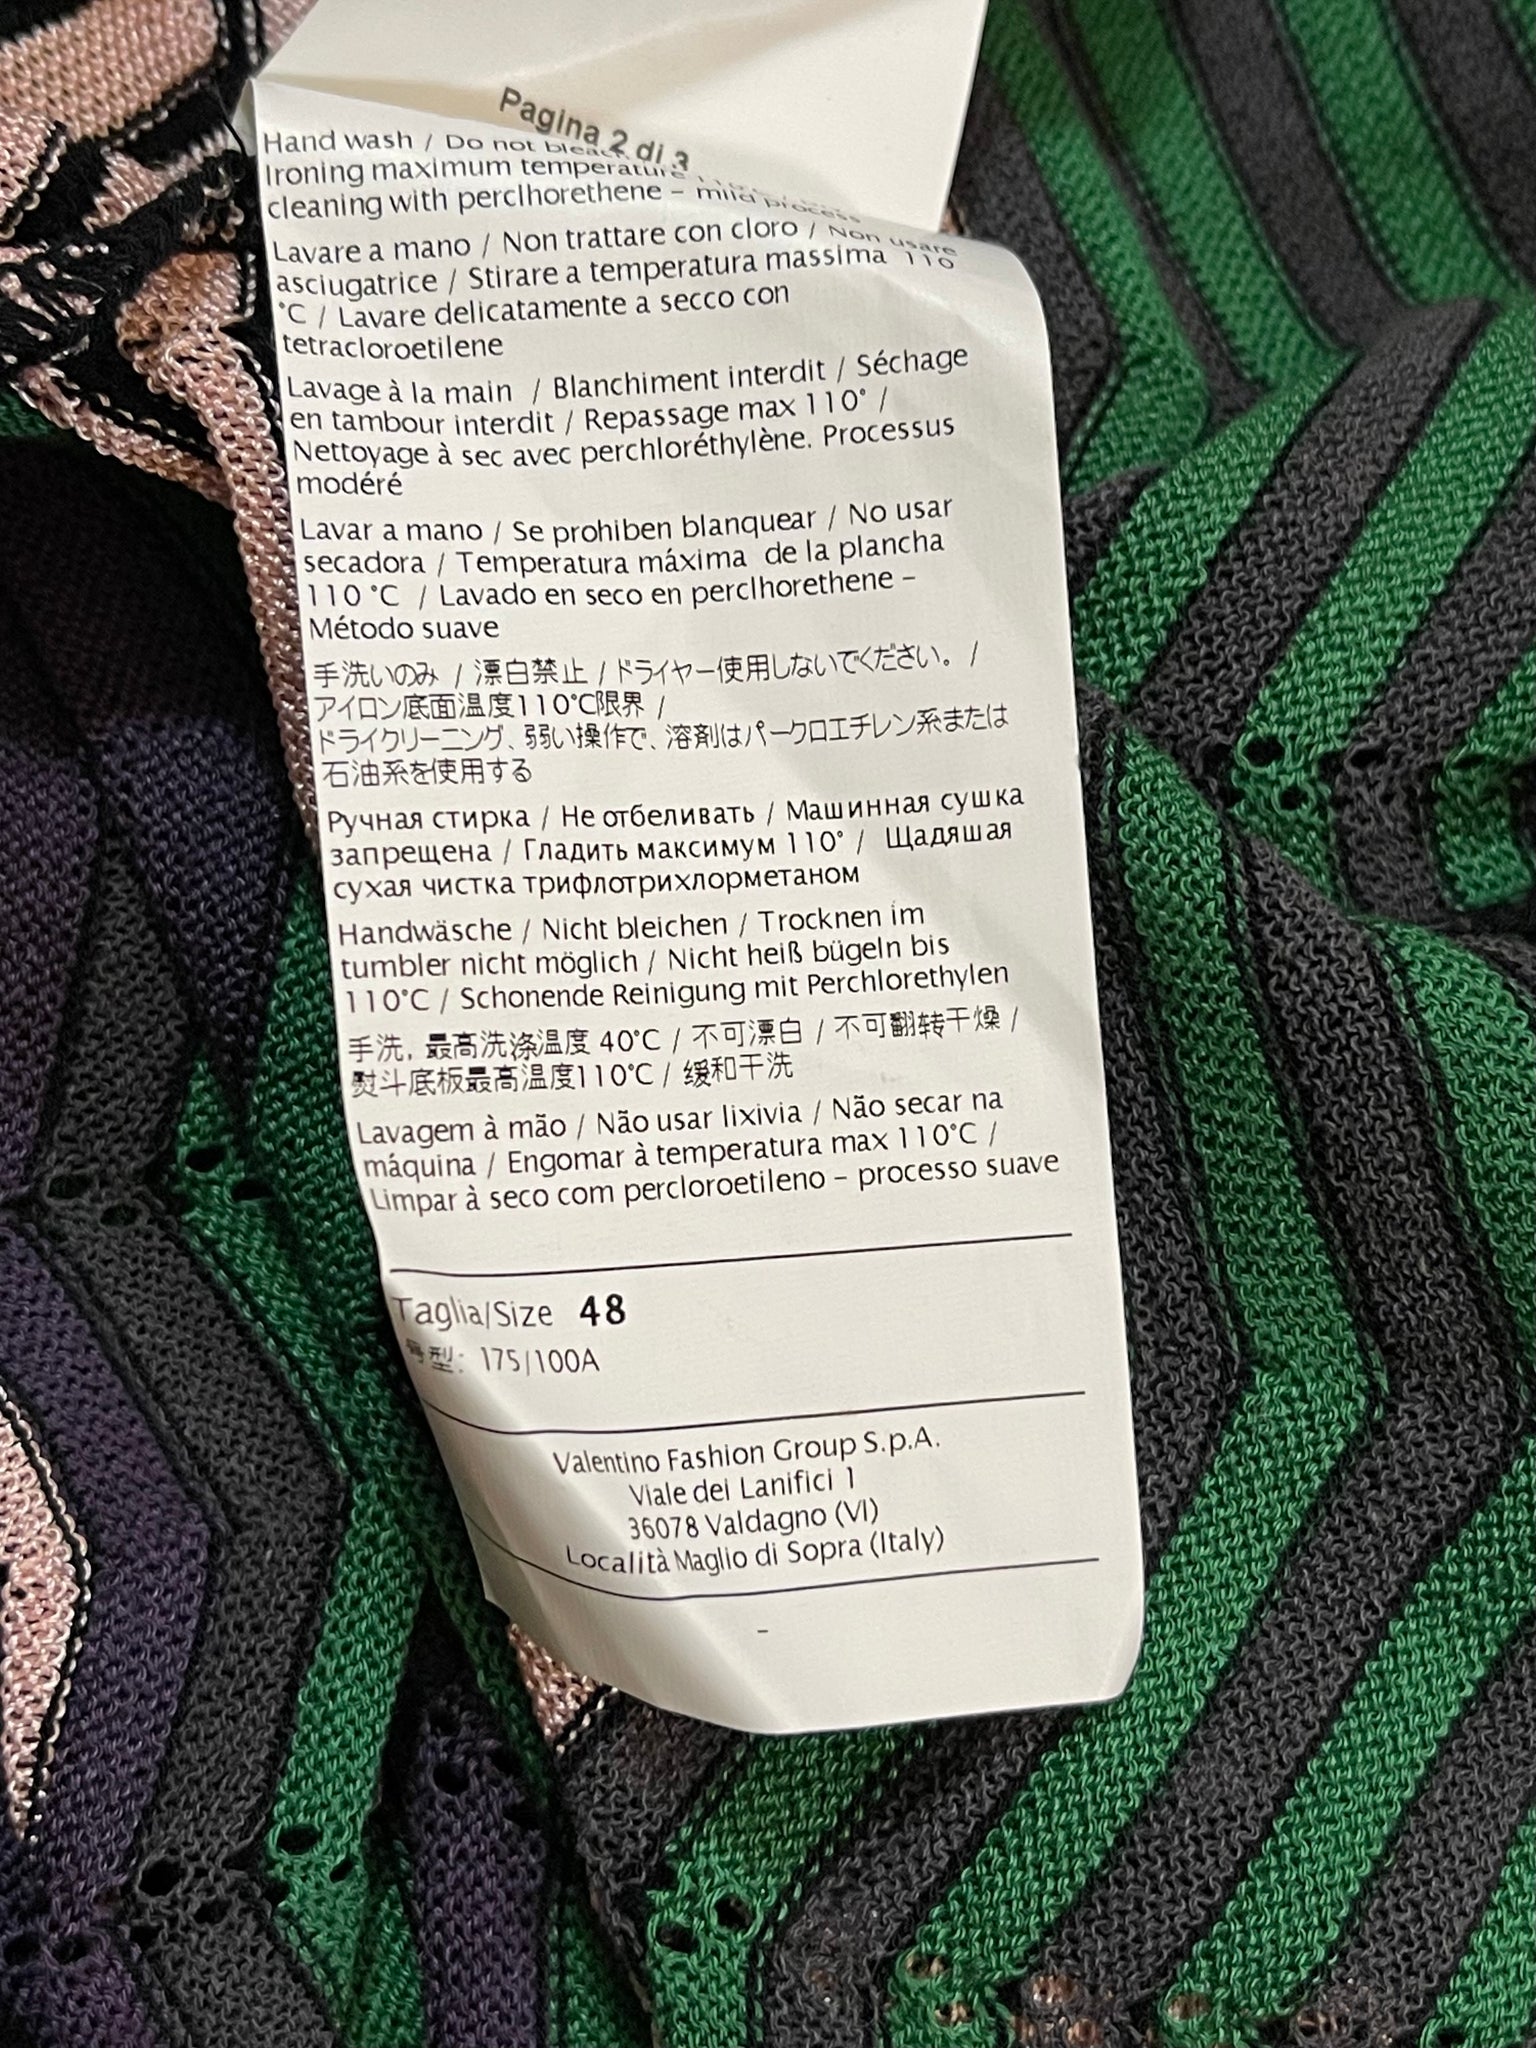 Pagina 2 di 3
Hand wash / Do not bleach
Ironing maximum temperature
cleaning with perclhorethene – mild process
Lavare a mano / Non trattare con cloro / Non usare
asciugatrice / Stirare a temperatura massima 110
°C / Lavare delicatamente a secco con
tetracloroetilene
Lavage à la main / Blanchiment interdit / Séchage
en tambour interdit / Repassage max 110° /
Nettoyage à sec avec perchloréthylène. Processus
modéré
Lavar a mano / Se prohiben blanquear / No usar
secadora / Temperatura máxima de la plancha
110 °C / Lavado en seco en perclhorethene –
Método suave
手洗いのみ / 漂白禁止 / ドライヤー使用しないでください。 /
アイロン底面温度110°C限界 /
ドライクリーニング、弱い操作で、溶剤はパークロエチレン系または
石油系を使用する
Ручная стирка / Не отбеливать / Машинная сушка
запрещена / Гладить максимум 110° / Щадяшая
сухая чистка трифлотрихлорметаном
Handwäsche / Nicht bleichen / Trocknen im
tumbler nicht möglich / Nicht heiß bügeln bis
110°C / Schonende Reinigung mit Perchlorethylen
手洗, 最高洗涤温度 40°C / 不可漂白 / 不可翻转干燥 /
熨斗底板最高温度110°C / 缓和干洗
Lavagem à mão / Não usar lixivia / Não secar na
máquina / Engomar à temperatura max 110°C /
Limpar à seco com percloroetileno – processo suave
Taglia/Size 48
号型: 175/100A
Valentino Fashion Group S.p.A.
Viale dei Lanifici 1
36078 Valdagno (VI)
Località Maglio di Sopra (Italy)
-